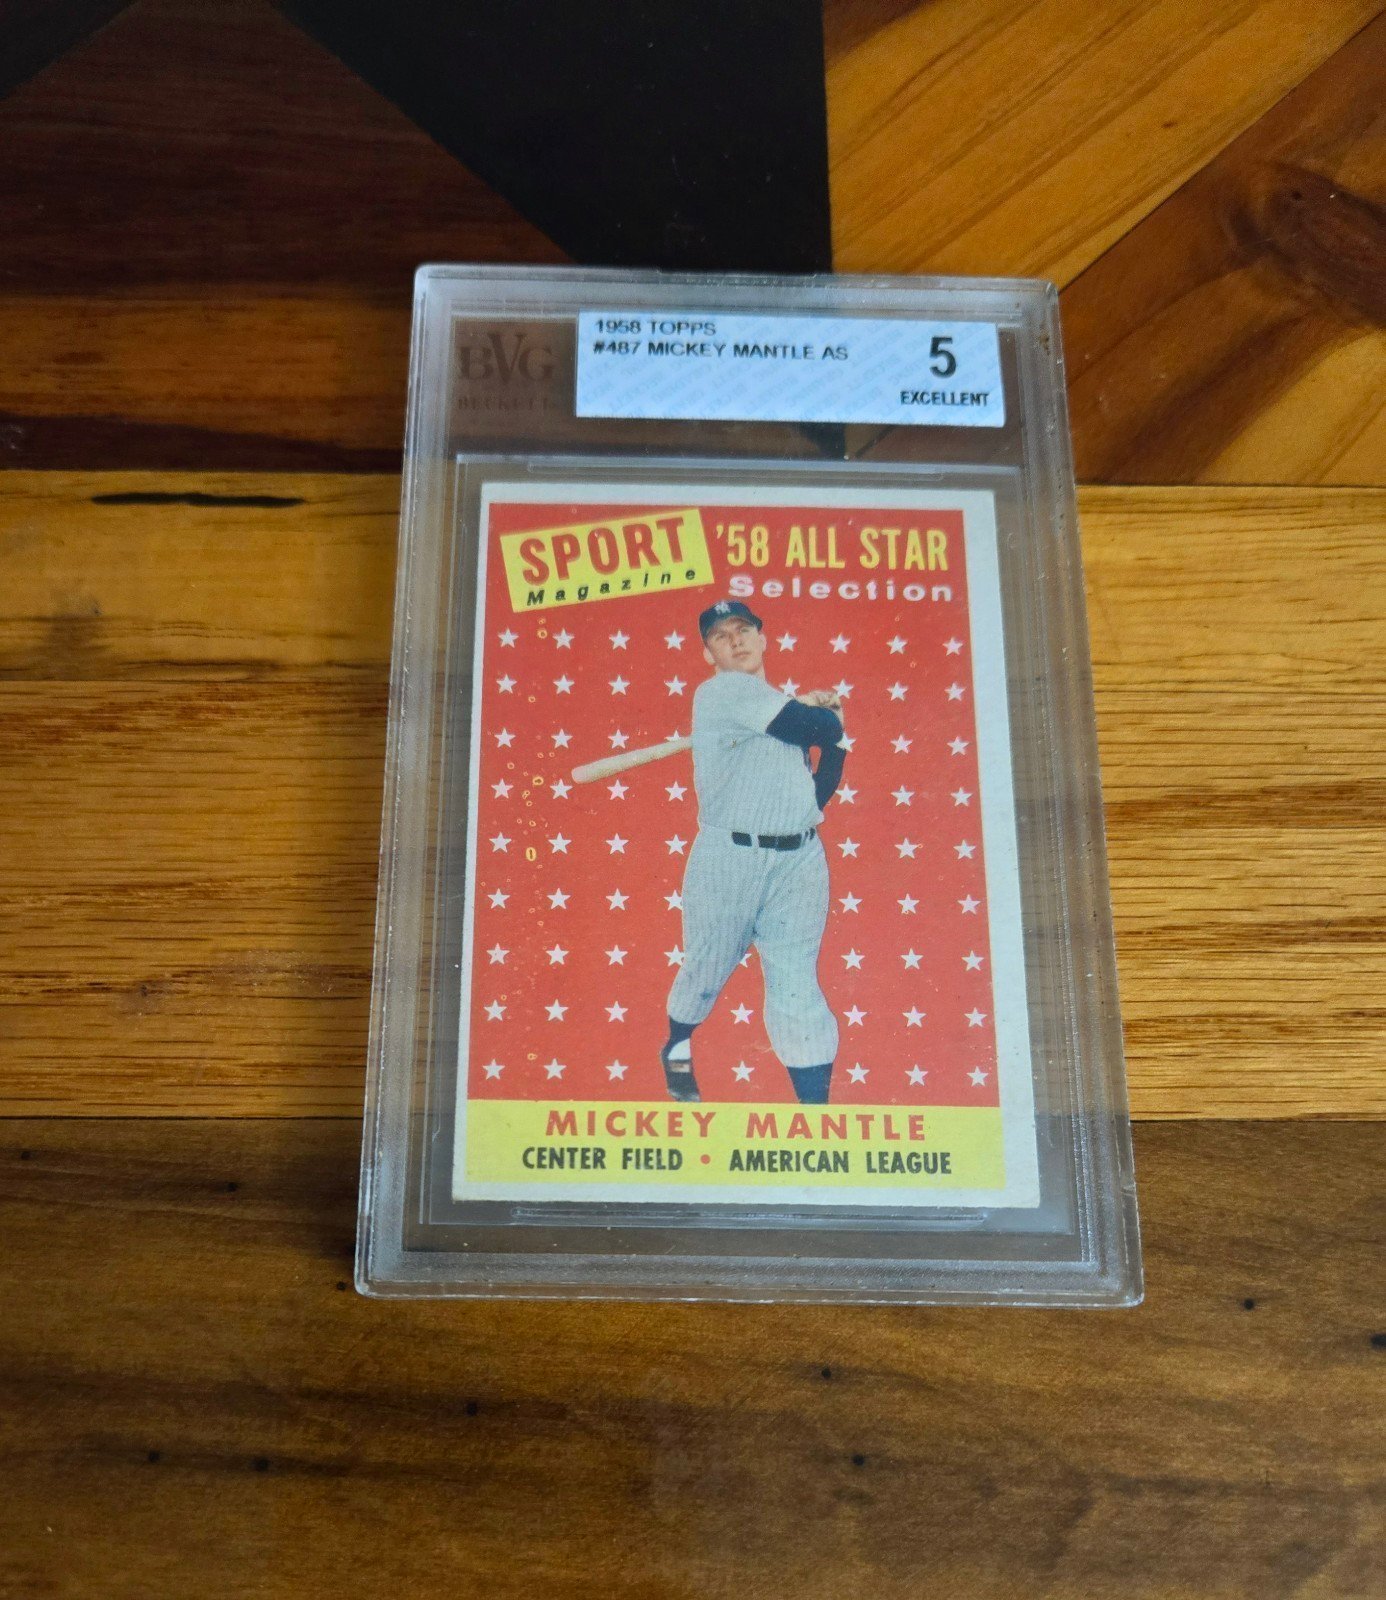 1958 TOPPS
#487 MICKEY MANTLE AS
5
EXCELLENT
BVG
SPORT
Magazine
'58 ALL STAR
Selection
MICKEY MANTLE
CENTER FIELD • AMERICAN LEAGUE